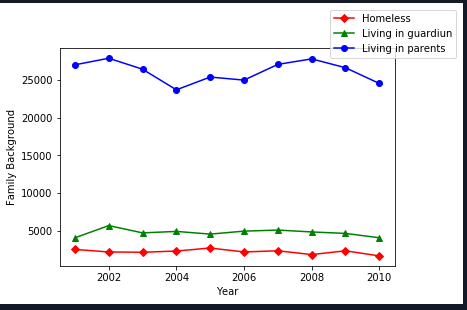 Homeless
Living in guardiun
Living in parents
25000
20000
15000
10000
5000
Family Background
2002 2004 2006 2008 2010
Year